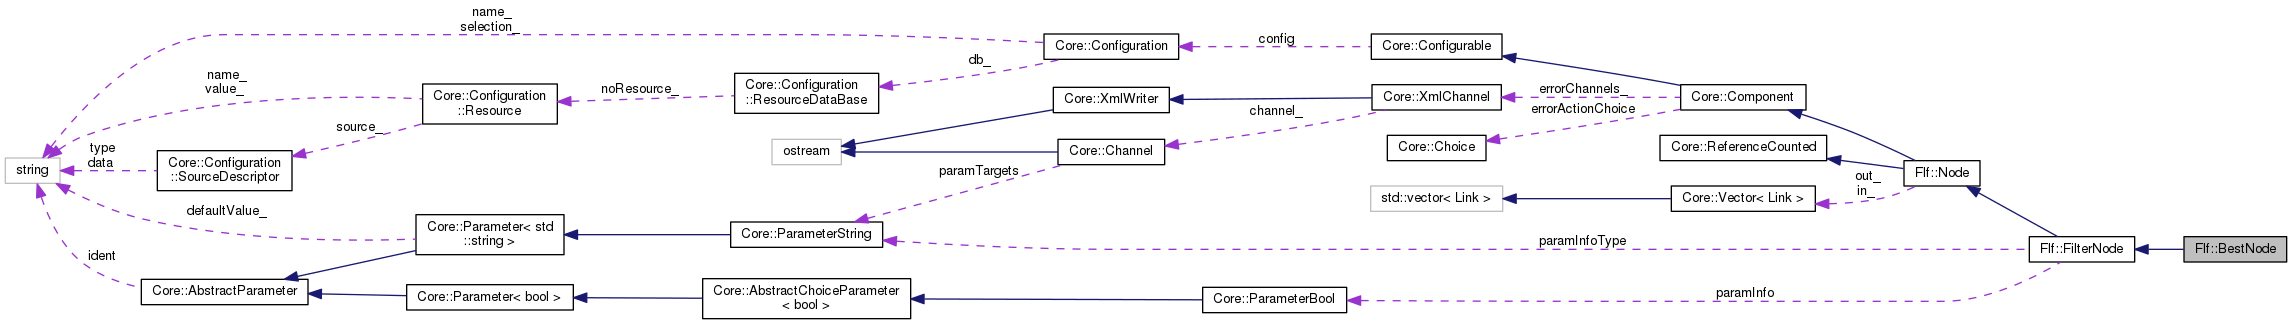 name_
selection_
Core::Configuration
config
Core::Configurable
db_
name_
value_
Core::Configuration
::Resource
noResource_
Core::Configuration
::ResourceDataBase
Core::XmlWriter
Core::XmlChannel
errorChannels_
errorActionChoice
Core::Component
channel_
source_
type
data
string
Core::Configuration
::SourceDescriptor
ostream
Core::Channel
Core::Choice
Core::ReferenceCounted
Flf::Node
paramTargets
out_
in_
std::vector< Link >
Core::Vector< Link >
defaultValue_
Core::Parameter< std
::string >
Core::ParameterString
paramInfoType
Flf::FilterNode
Flf::BestNode
ident
Core::AbstractParameter
Core::Parameter< bool >
Core::AbstractChoiceParameter
< bool >
Core::ParameterBool
paramInfo